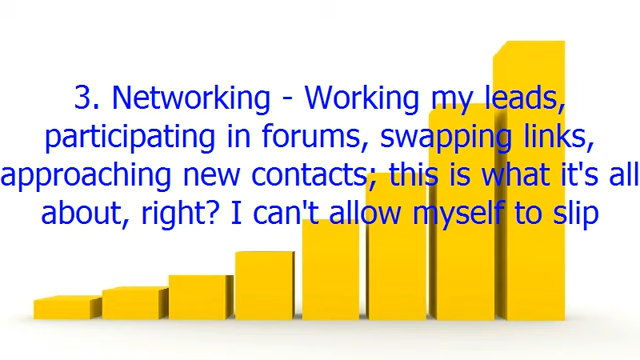 3. Networking - Working my leads,
participating in forums, swapping links,
approaching new contacts; this is what it's all
about, right? I can't allow myself to slip